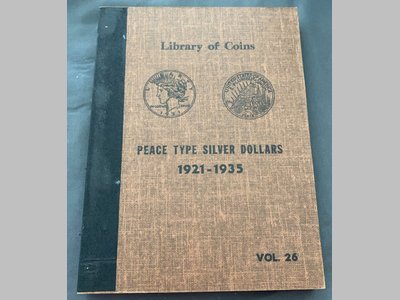 Library of Coins
PEACE TYPE SILVER DOLLARS
1921-1935
VOL. 26